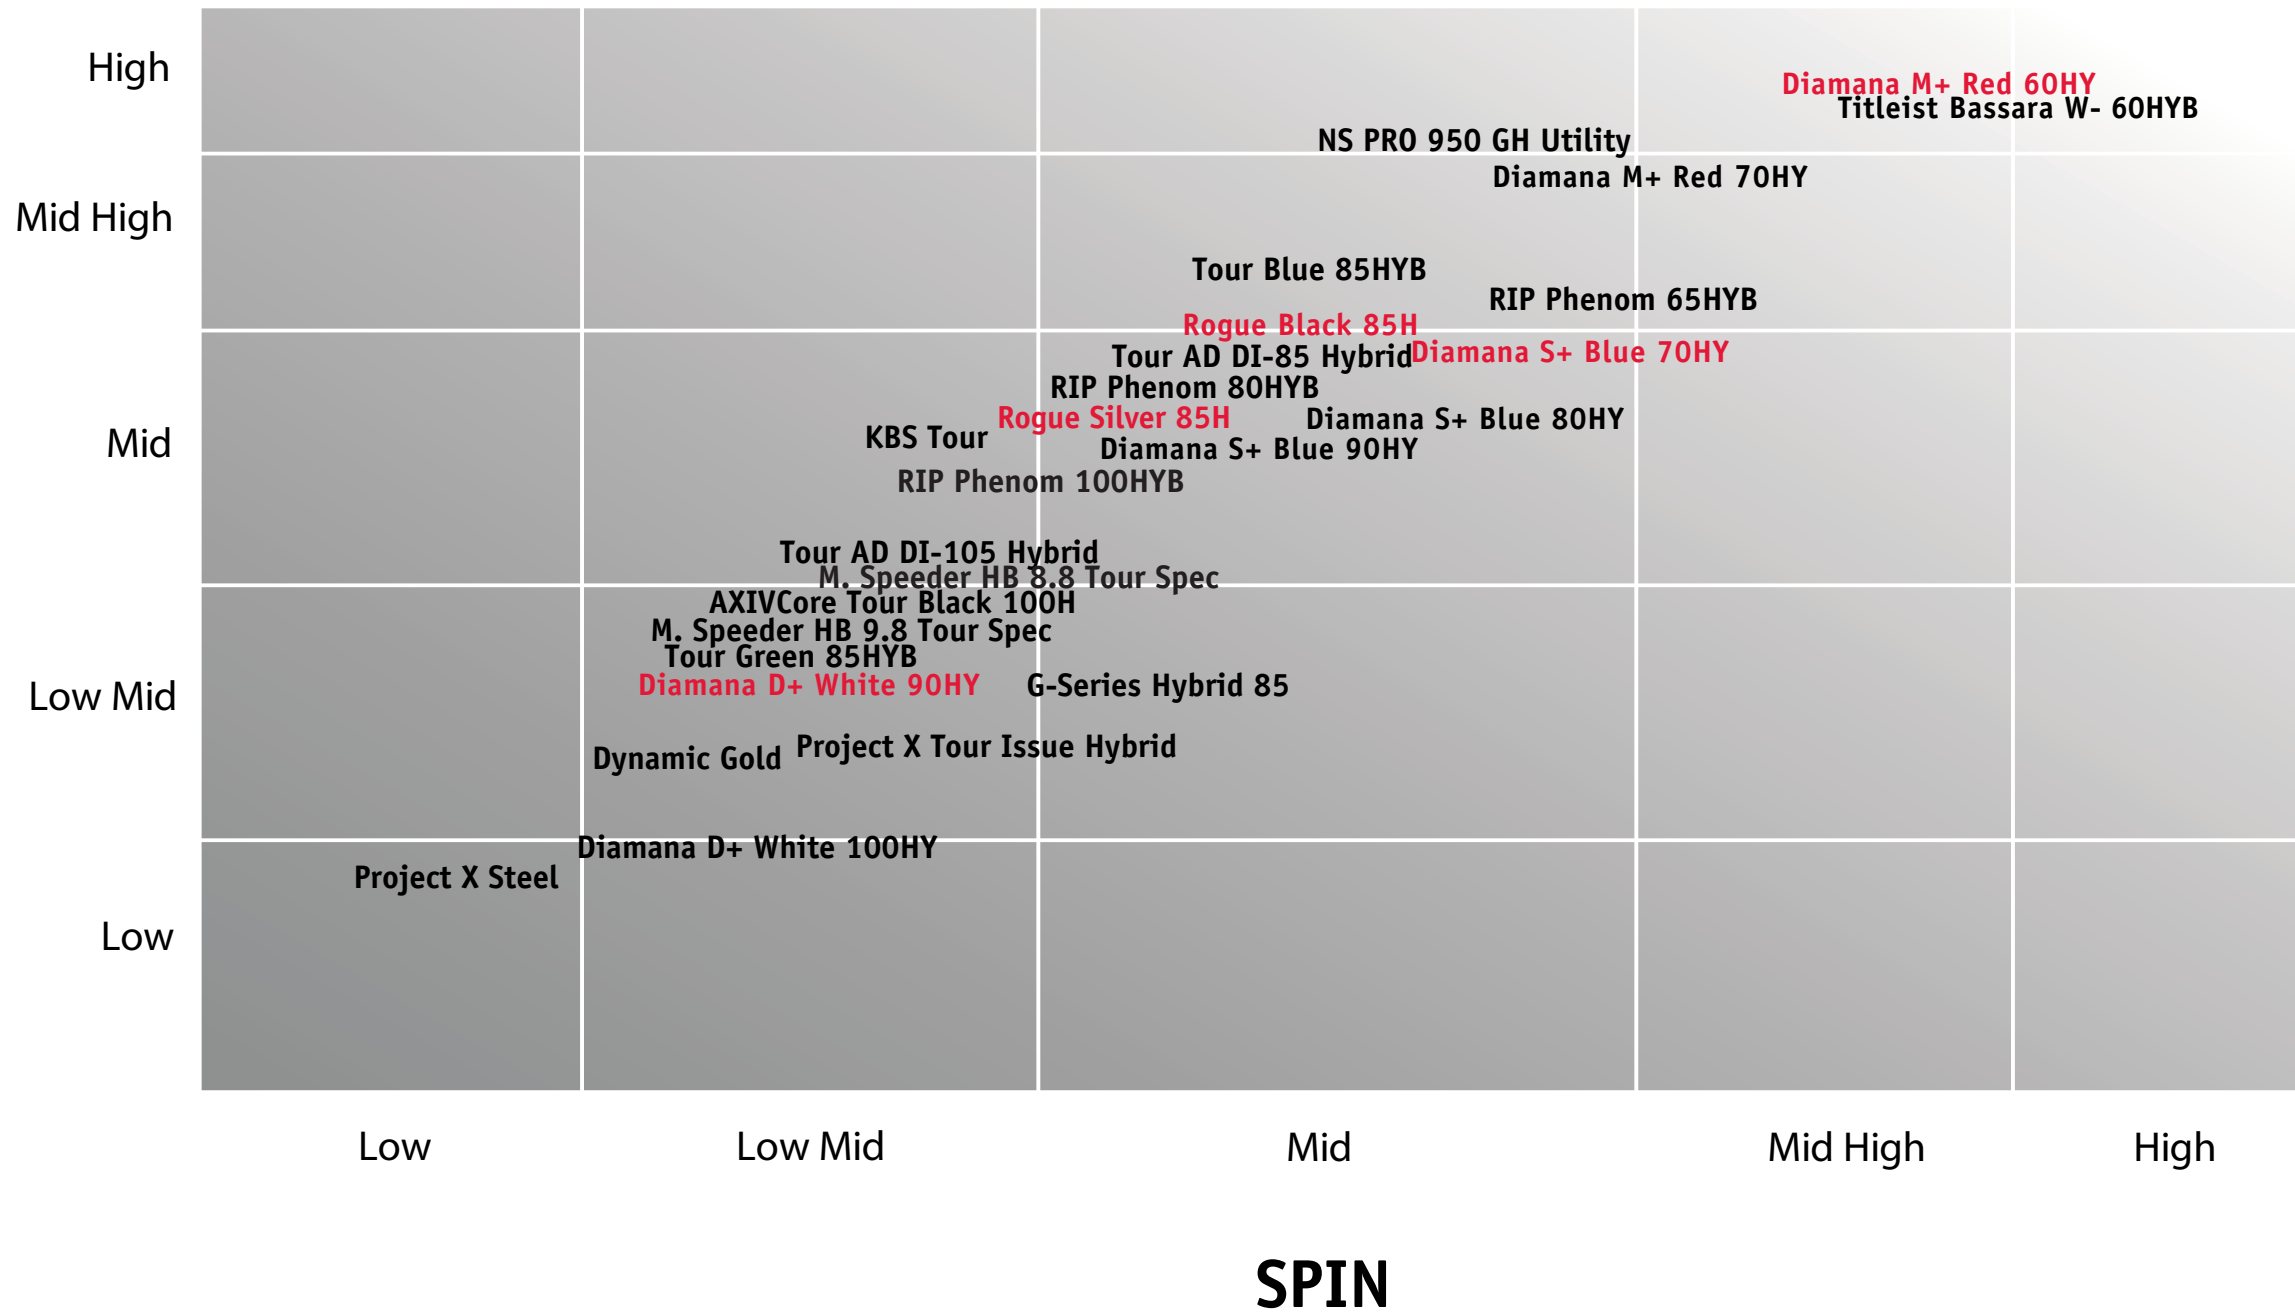 High
Diamana M+ Red 60HY
Titleist Bassara W- 60HYB
NS PRO 950 GH Utility
Diamana M+ Red 70HY
Mid High
Tour Blue 85HYB
RIP Phenom 65HYB
Rogue Black 85H
Tour AD DI-85 Hybrid
Diamana S+ Blue 70HY
RIP Phenom 80HYB
Rogue Silver 85H
Diamana S+ Blue 80HY
KBS Tour
Mid
Diamana S+ Blue 90HY
RIP Phenom 100HYB
Tour AD DI-105 Hybrid
M. Speeder HB 8.8 Tour Spec
AXIVCore Tour Black 100H
M. Speeder HB 9.8 Tour Spec
Tour Green 85HYB
Diamana D+ White 90HY
G-Series Hybrid 85
Low Mid
Project X Tour Issue Hybrid
Dynamic Gold
Diamana D+ White 100HY
Project X Steel
Low
Low
Low Mid
Mid
Mid High
High
SPIN